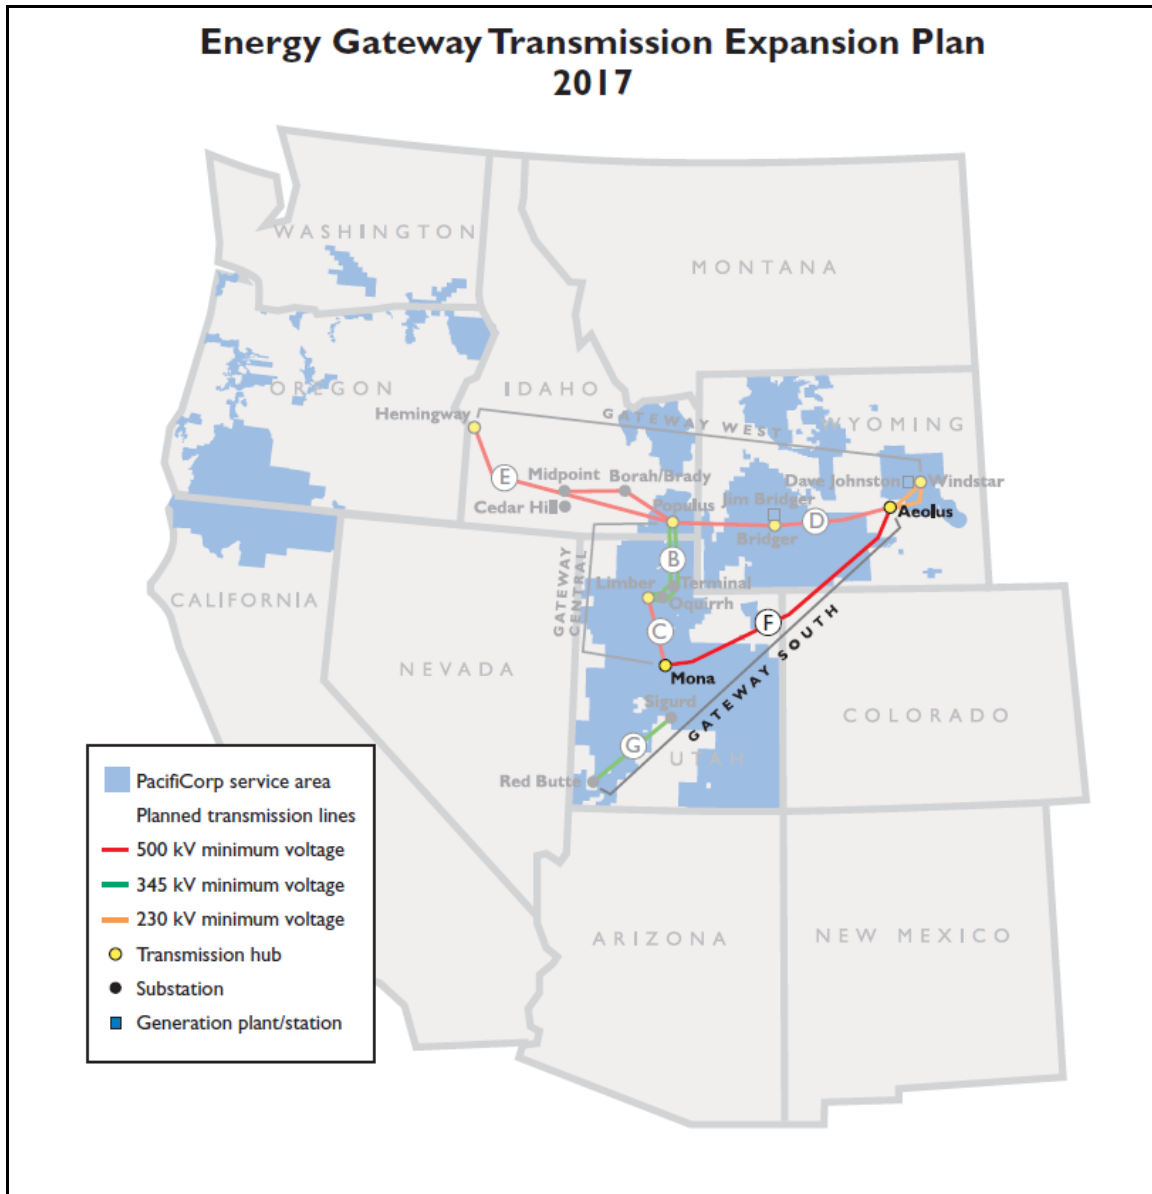 Energy Gateway Transmission Expansion Plan
2017
WASHINGTON
MONTANA
OREGON
IDAHO
Hemingway
GATEWAY WEST
WYOMING
E
Midpoint
Borah/Brady
Dave Johnston
Windstar
Cedar Hill
Populus
Jim Bridger
Aeolus
D
Bridger
B
GATEWAY
CENTRAL
Limber
Terminal
Oquirrh
CALIFORNIA
C
F
NEVADA
Mona
GATEWAY SOUTH
Sigurd
COLORADO
G
UTAH
Red Butte
PacifiCorp service area
Planned transmission lines
500 kV minimum voltage
345 kV minimum voltage
230 kV minimum voltage
Transmission hub
Substation
Generation plant/station
ARIZONA
NEW MEXICO